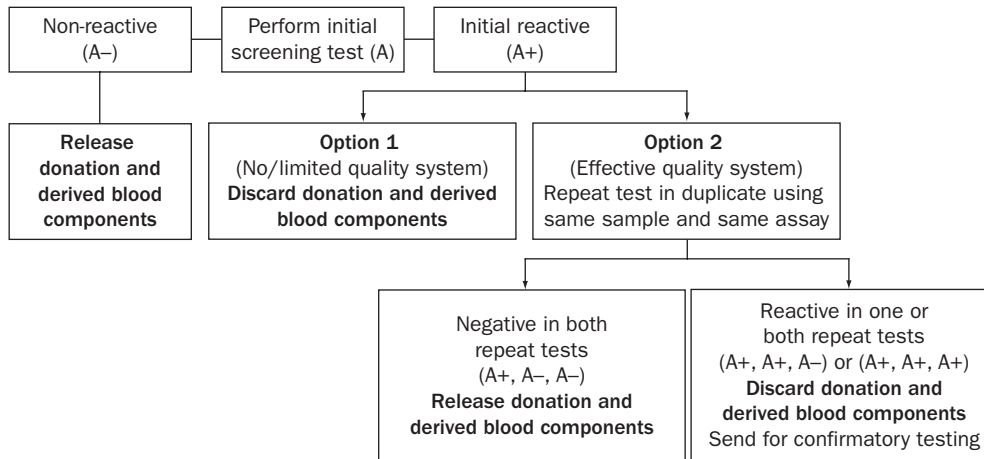 Non-reactive
(A–)
Perform initial
screening test (A)
Initial reactive
(A+)
Release
donation and
derived blood
components
Option 1
(No/limited quality system)
Discard donation and derived
blood components
Option 2
(Effective quality system)
Repeat test in duplicate using
same sample and same assay
Negative in both
repeat tests
(A+, A–, A–)
Release donation and
derived blood components
Reactive in one or
both repeat tests
(A+, A+, A–) or (A+, A+, A+)
Discard donation and
derived blood components
Send for confirmatory testing